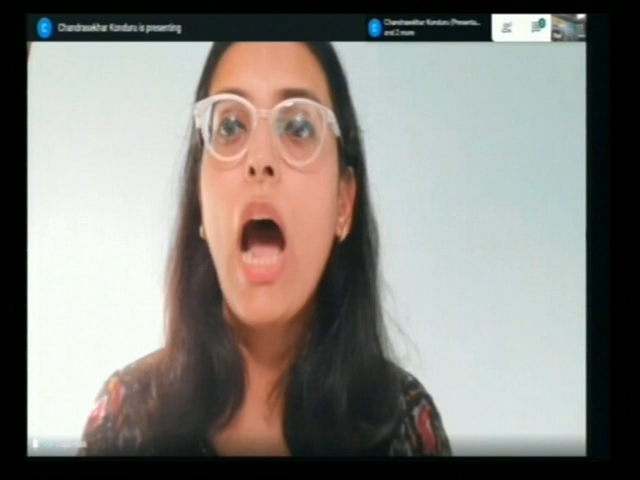 C
Chandrasekhar Konduru is presenting
C
Chandrasekhar Konduru (Presenta...
and 2 more